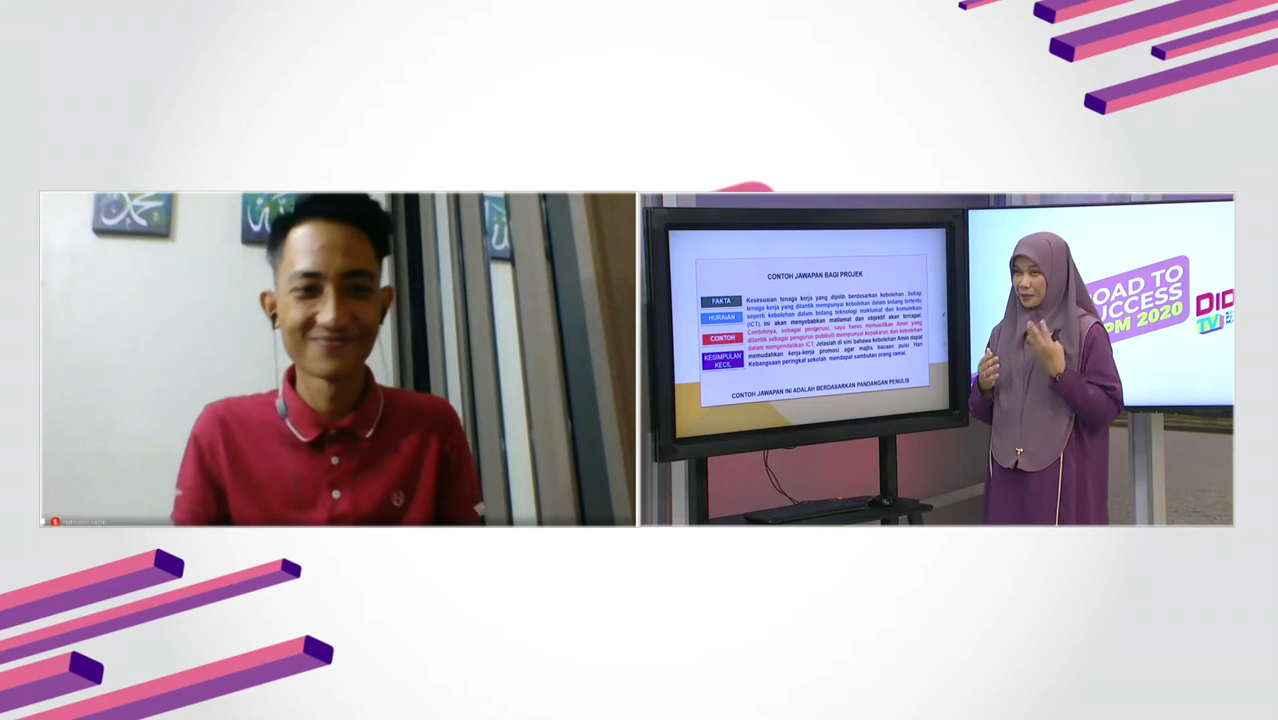 محمد
CONTOH JAWAPAN BAGI PROJEK
FAKTA
HURAIAN
CONTOH
KESIMPULAN
KECIL
Kesesuaian tenaga kerja yang dipilih berdasarkan kebolehan. Setiap
tenaga kerja yang dilantik mempunyai kebolehan dalam bidang tertentu
seperti kebolehan dalam bidang teknologi maklumat dan komunikasi
(ICT). Ini akan menyebabkan matlamat dan objektif akan tercapai.
Contohnya, sebagai pengerusi, saya harus memastikan Amin yang
dilantik sebagai pengurus publisiti mempunyai kepakaran dan kebolehan
dalam mengendalikan ICT. Jelaslah di sini bahawa kebolehan Amin dapat
memudahkan kerja-kerja promosi agar majlis bacaan puisi Hari
Kebangsaan peringkat sekolah mendapat sambutan orang ramai.
CONTOH JAWAPAN INI ADALAH BERDASARKAN PANDANGAN PENULIS
OAD TO
UCCESS
PM 2020
DID
TV